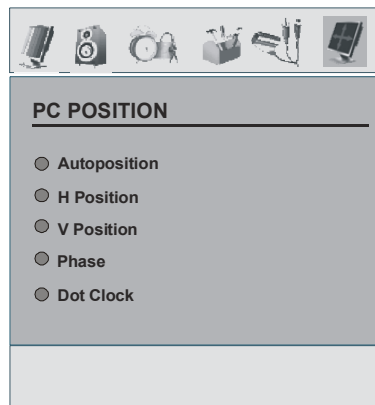 PC POSITION
Autoposition
H Position
V Position
Phase
Dot Clock